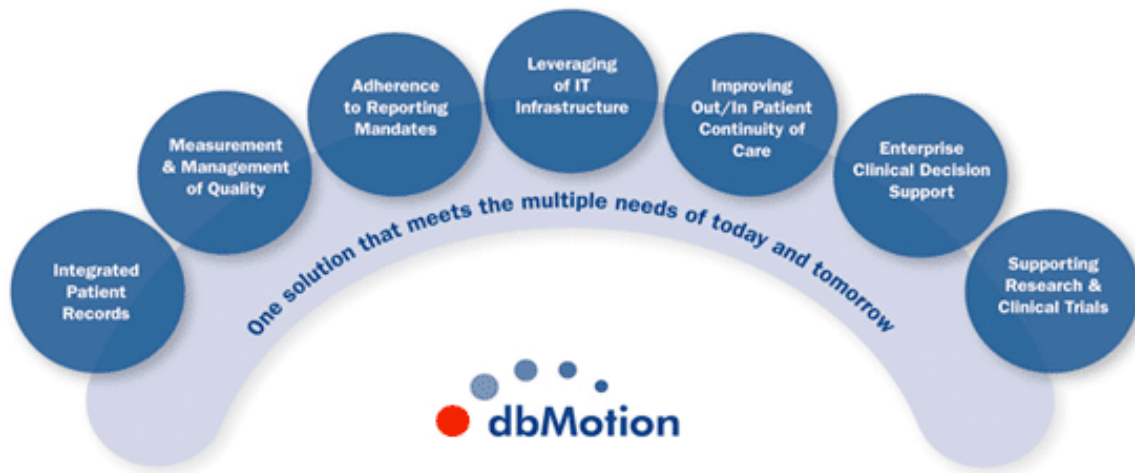 Integrated
Patient
Records
Measurement
& Management
of Quality
Adherence
to Reporting
Mandates
Leveraging
of IT
Infrastructure
Improving
Out/In Patient
Continuity of
Care
Enterprise
Clinical Decision
Support
Supporting
Research &
Clinical Trials
One solution that meets the multiple needs of today and tomorrow
dbMotion